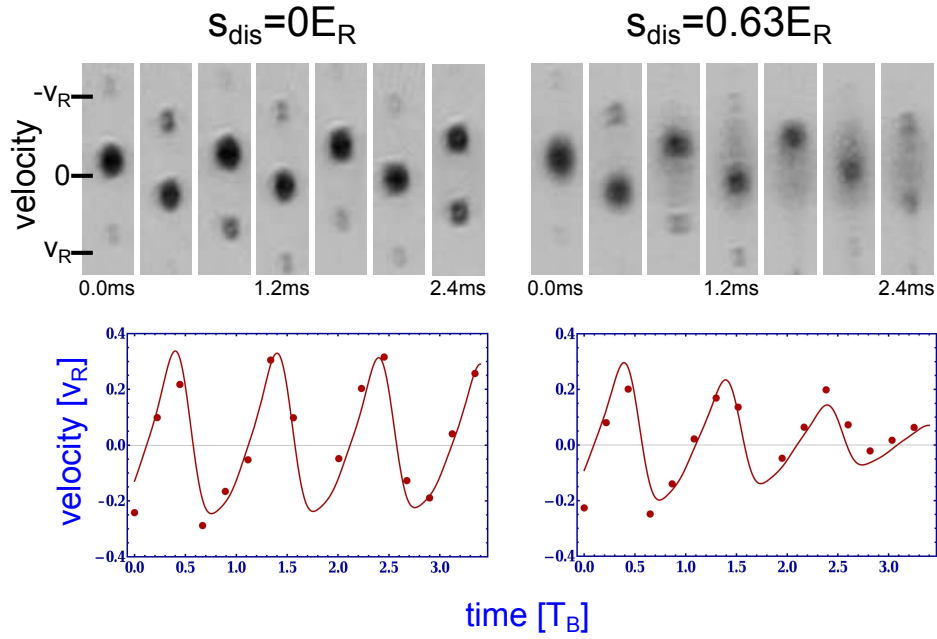 s_dis=0E_R
s_dis=0.63E_R
velocity
-v_R
0
v_R
0.0ms
1.2ms
2.4ms
0.0ms
1.2ms
2.4ms
velocity [v_R]
0.4
0.2
0.0
−0.2
−0.4
0.0
0.5
1.0
1.5
2.0
2.5
3.0
0.4
0.2
0.0
−0.2
−0.4
0.0
0.5
1.0
1.5
2.0
2.5
3.0
time [T_B]